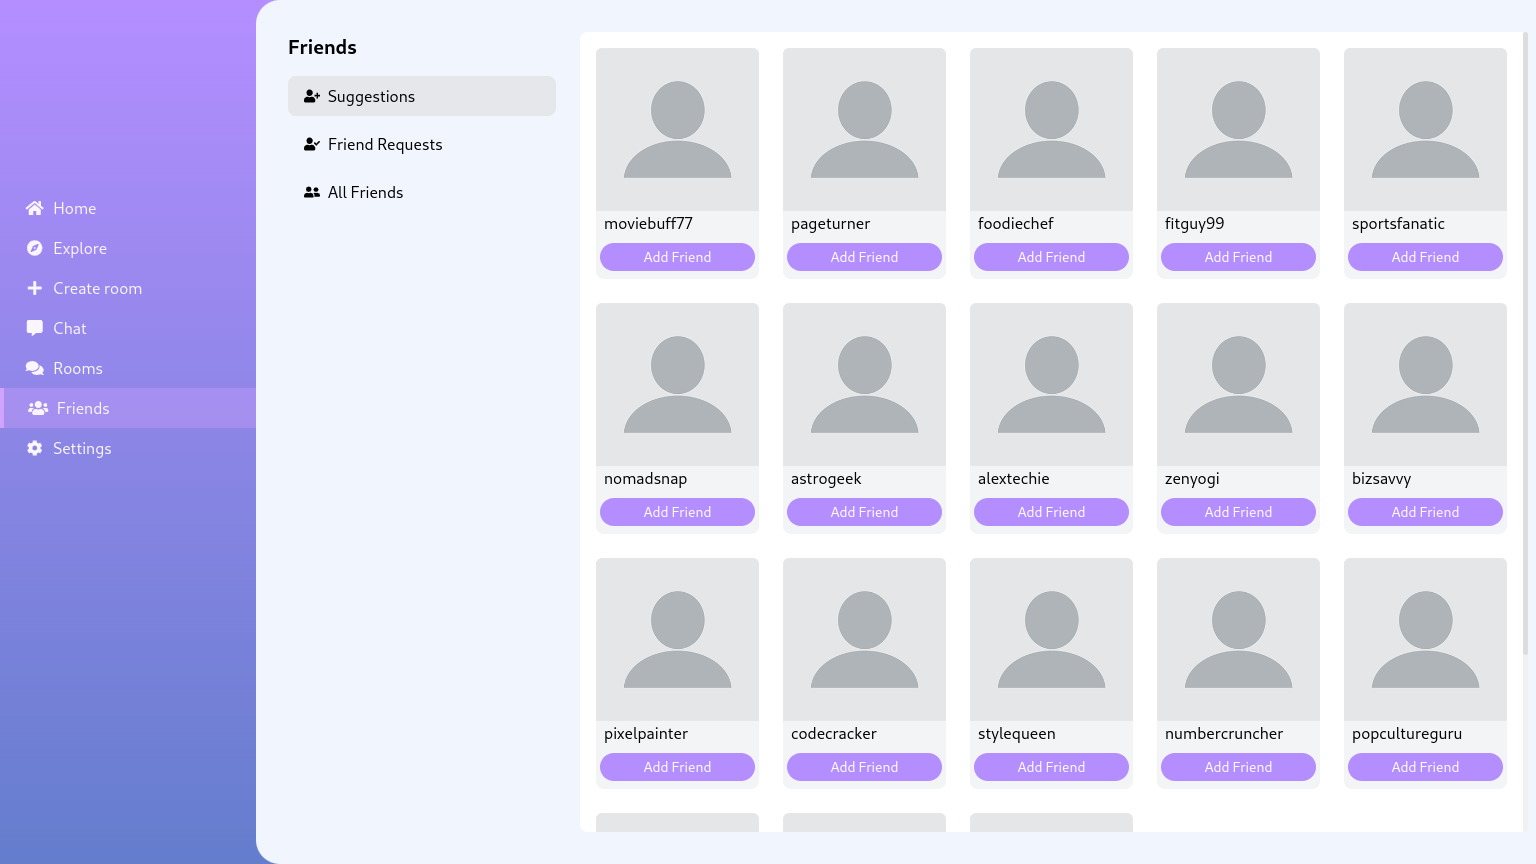 Home
Explore
Create room
Chat
Rooms
Friends
Settings
Friends
Suggestions
Friend Requests
All Friends
moviebuff77
Add Friend
pageturner
Add Friend
foodiechef
Add Friend
fitguy99
Add Friend
sportsfanatic
Add Friend
nomadsnap
Add Friend
astrogeek
Add Friend
alextechie
Add Friend
zenyogi
Add Friend
bizsavvy
Add Friend
pixelpainter
Add Friend
codecracker
Add Friend
stylequeen
Add Friend
numbercruncher
Add Friend
popcultureguru
Add Friend